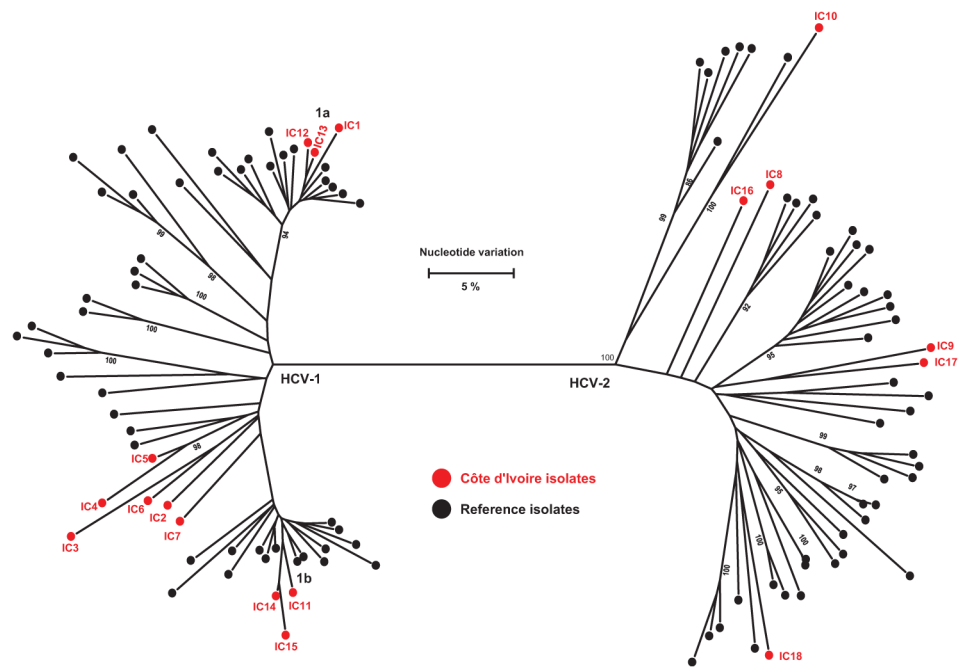 IC10
1a
IC12
IC13
IC1
86
99
100
IC16
IC8
94
99
98
Nucleotide variation
5 %
100
92
100
95
IC9
IC17
100
100
HCV-1
HCV-2
98
IC5
99
98
97
95
100
100
100
IC4
IC6
IC2
IC7
IC3
Côte d'Ivoire isolates
Reference isolates
1b
IC14
IC11
IC15
IC18